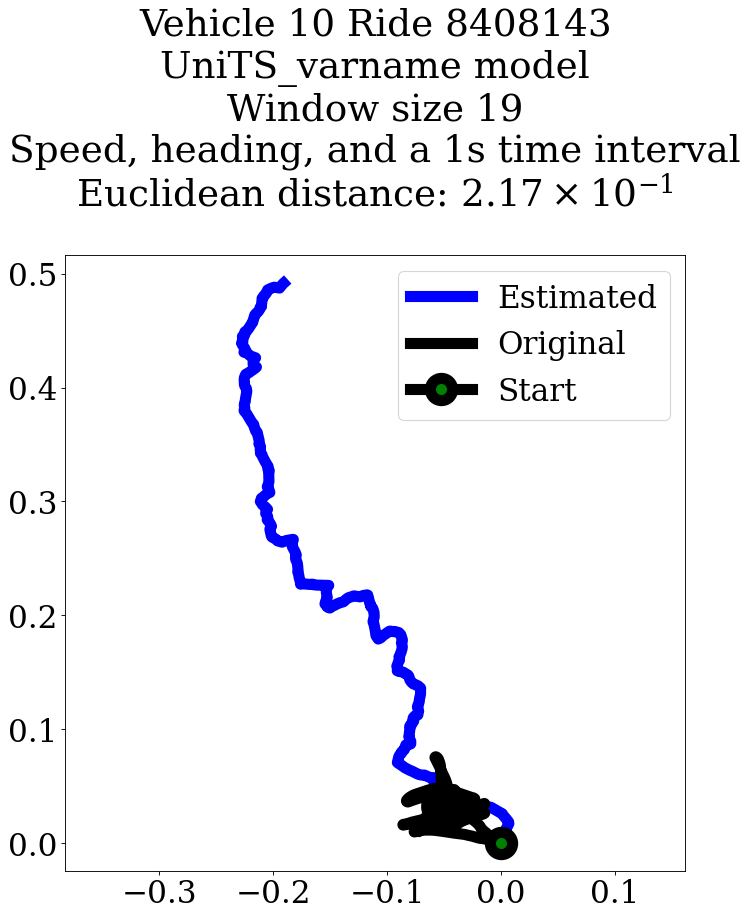 Vehicle 10 Ride 8408143
UniTS_varname model
Window size 19
Speed, heading, and a 1s time interval
Euclidean distance: 2.17 × 10⁻¹
Estimated
Original
Start
0.5
0.4
0.3
0.2
0.1
0.0
−0.3
−0.2
−0.1
0.0
0.1